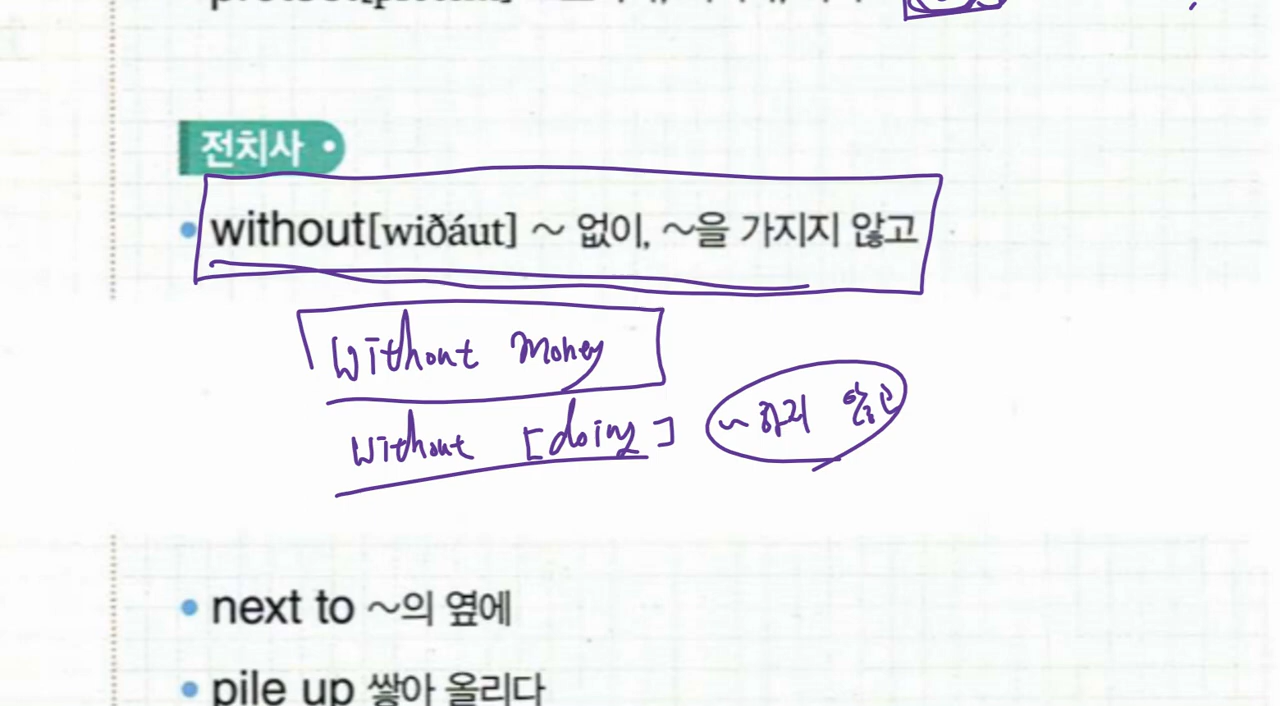 전치사
without[wiðáut] ~ 없이, ~을 가지지 않고
without money
without [doing] ~하지 않고
next to ~의 옆에
pile up 쌓아 올리다